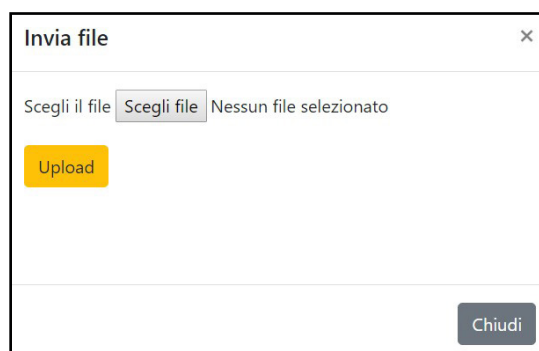 Invia file ×
Scegli il file Scegli file Nessun file selezionato
Upload
Chiudi